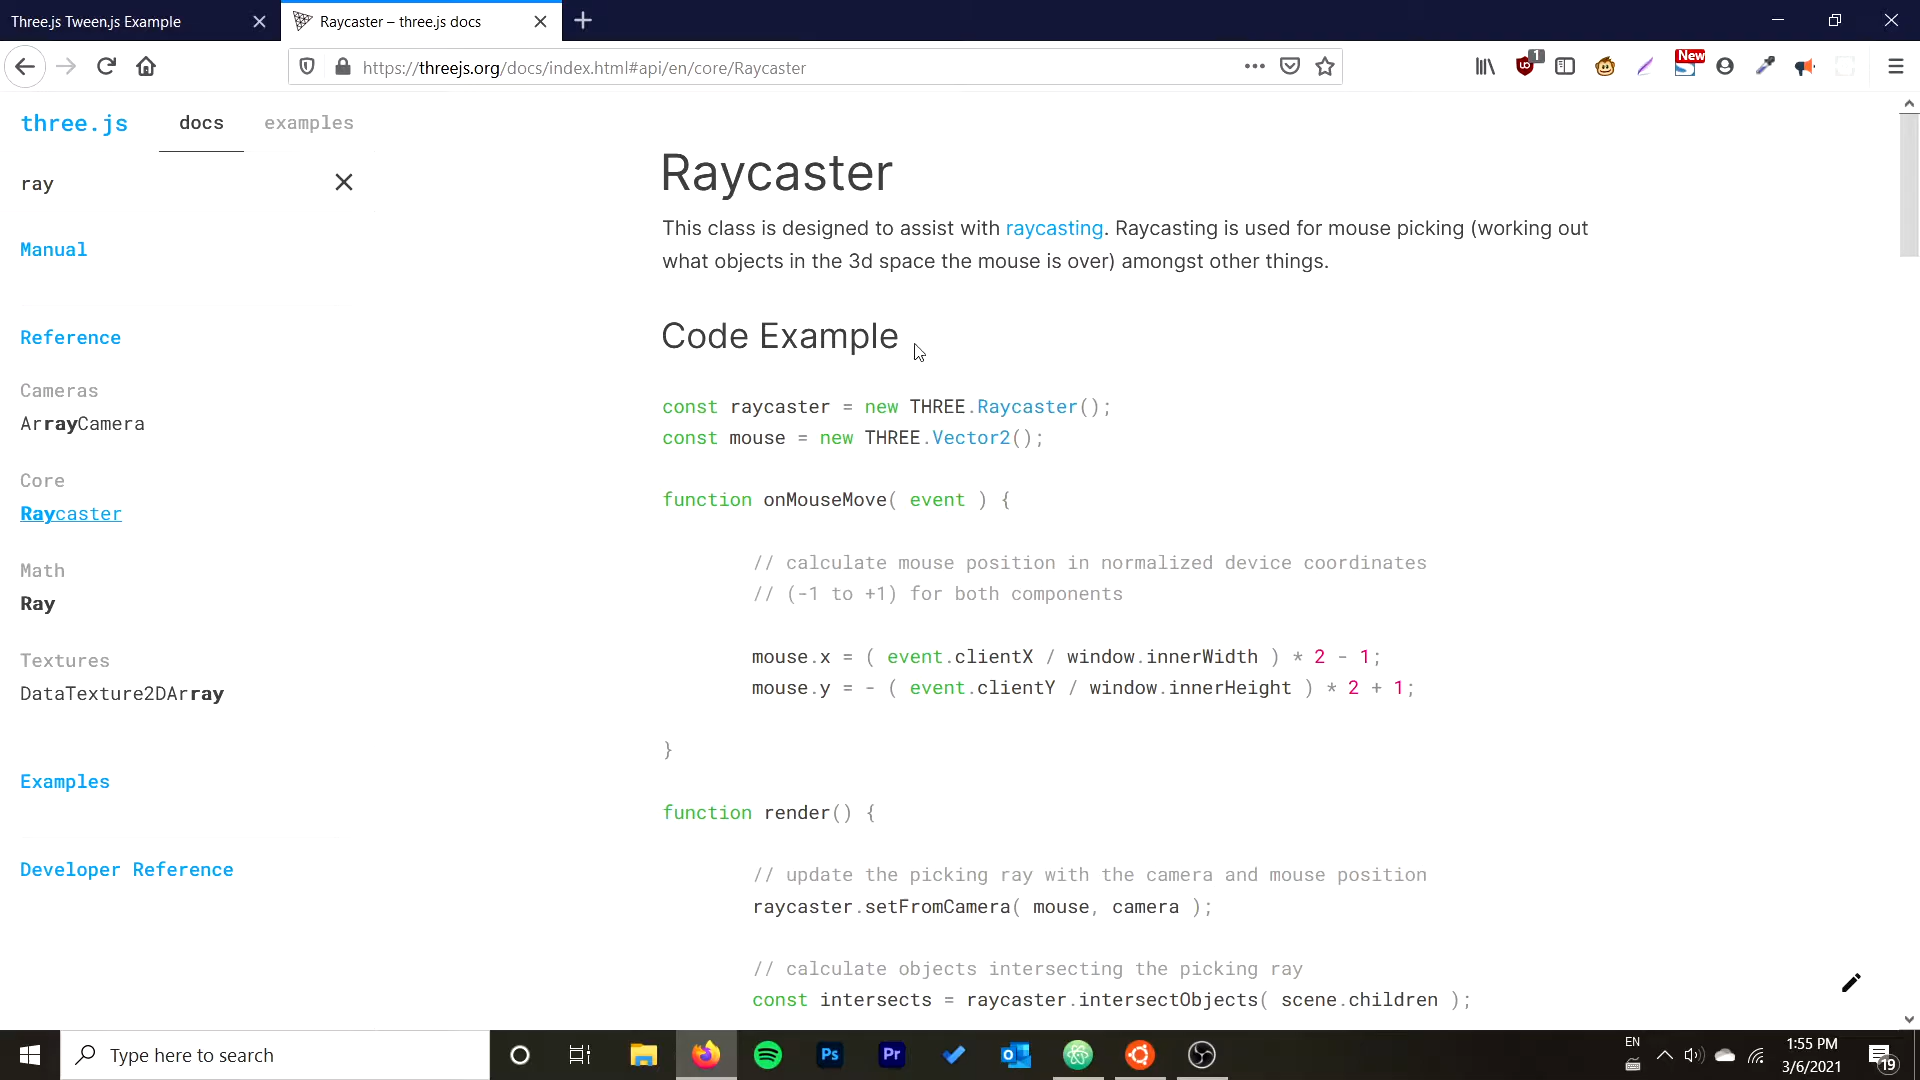 Three.js Tween.js Example
Raycaster – three.js docs
https://threejs.org/docs/index.html#api/en/core/Raycaster
1
New
three.js
docs
examples
ray
Manual
Reference
Cameras
ArrayCamera
Core
Raycaster
Math
Ray
Textures
DataTexture2DArray
Examples
Developer Reference
Raycaster
This class is designed to assist with raycasting. Raycasting is used for mouse picking (working out
what objects in the 3d space the mouse is over) amongst other things.
Code Example
const raycaster = new THREE.Raycaster();
const mouse = new THREE.Vector2();
function onMouseMove( event ) {
// calculate mouse position in normalized device coordinates
// (-1 to +1) for both components
mouse.x = ( event.clientX / window.innerWidth ) * 2 - 1;
mouse.y = - ( event.clientY / window.innerHeight ) * 2 + 1;
}
function render() {
// update the picking ray with the camera and mouse position
raycaster.setFromCamera( mouse, camera );
// calculate objects intersecting the picking ray
const intersects = raycaster.intersectObjects( scene.children );
Type here to search
Ps
Pr
EN
1:55 PM
3/6/2021
19